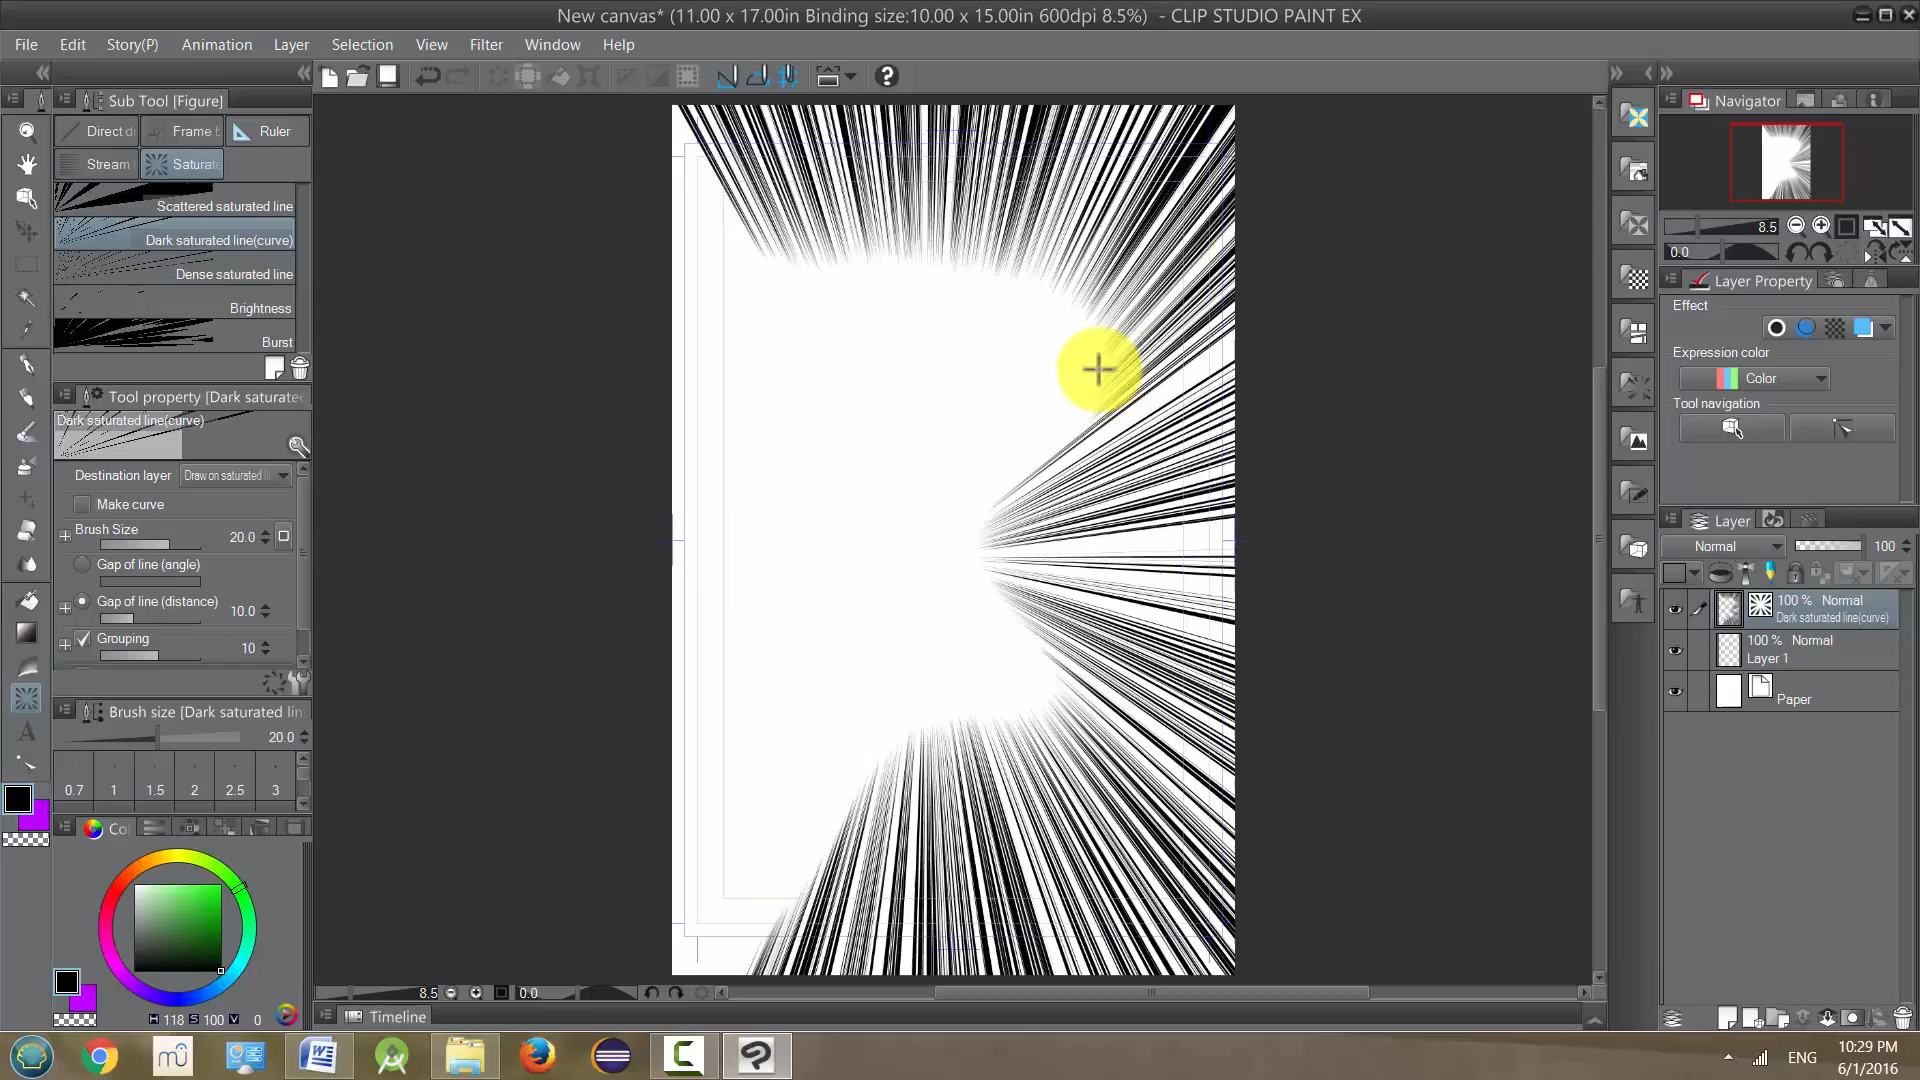 New canvas* (11.00 x 17.00in Binding size:10.00 x 15.00in 600dpi 8.5%) - CLIP STUDIO PAINT EX
File Edit Story(P) Animation Layer Selection View Filter Window Help
Sub Tool [Figure]
Direct d Frame b Ruler
Stream Saturate
Scattered saturated line
Dark saturated line(curve)
Dense saturated line
Brightness
Burst
Tool property [Dark saturate
Dark saturated line(curve)
Destination layer Draw on saturated li
Make curve
Brush Size 20.0
Gap of line (angle)
Gap of line (distance) 10.0
Grouping 10
Brush size [Dark saturated lin
20.0
0.7 1 1.5 2 2.5 3
Col
H 118 S 100 V 0
8.5 0.0
Timeline
Navigator
8.5
0.0
Layer Property
Effect
Expression color
Color
Tool navigation
Layer
Normal 100
100 % Normal
Dark saturated line(curve)
100 % Normal
Layer 1
Paper
ENG
10:29 PM
6/1/2016